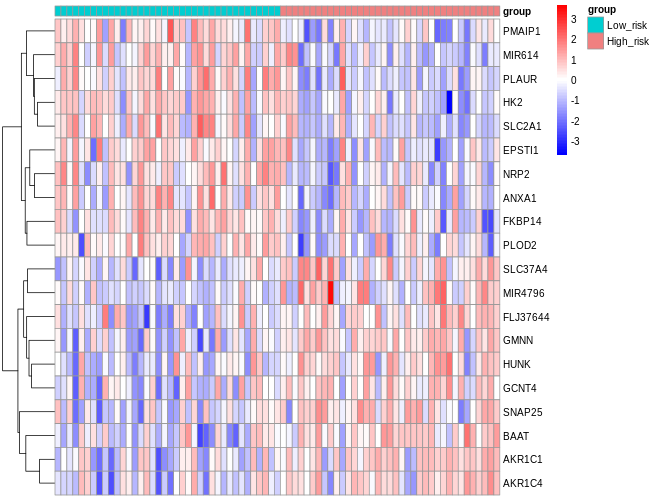 group
PMAIP1
MIR614
PLAUR
HK2
SLC2A1
EPSTI1
NRP2
ANXA1
FKBP14
PLOD2
SLC37A4
MIR4796
FLJ37644
GMNN
HUNK
GCNT4
SNAP25
BAAT
AKR1C1
AKR1C4
3
2
1
0
-1
-2
-3
group
Low_risk
High_risk